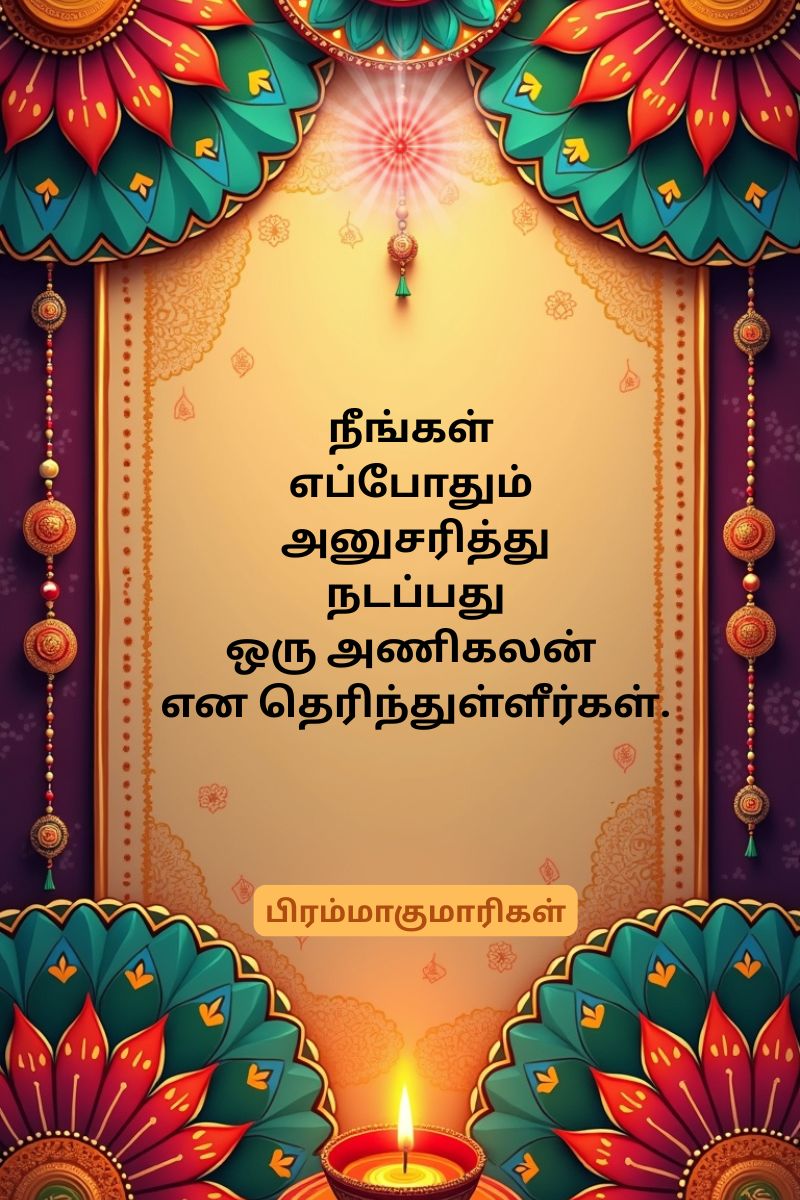 நீங்கள்
எப்போதும்
அனுசரித்து
நடப்பது
ஒரு அணிகலன்
என தெரிந்துள்ளீர்கள்.
பிரம்மாகுமாரிகள்